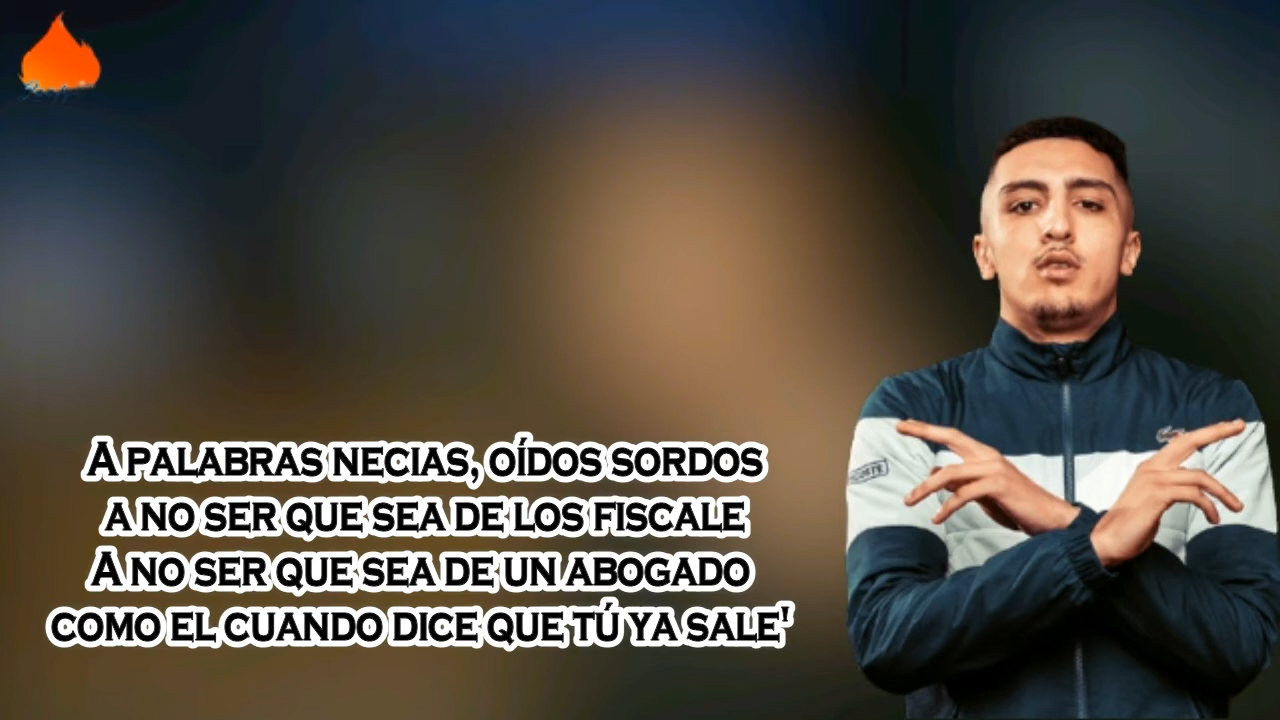 A PALABRAS NECIAS, OÍDOS SORDOS
A NO SER QUE SEA DE LOS FISCALE
A NO SER QUE SEA DE UN ABOGADO
COMO EL CUANDO DICE QUE TÚ YA SALE'